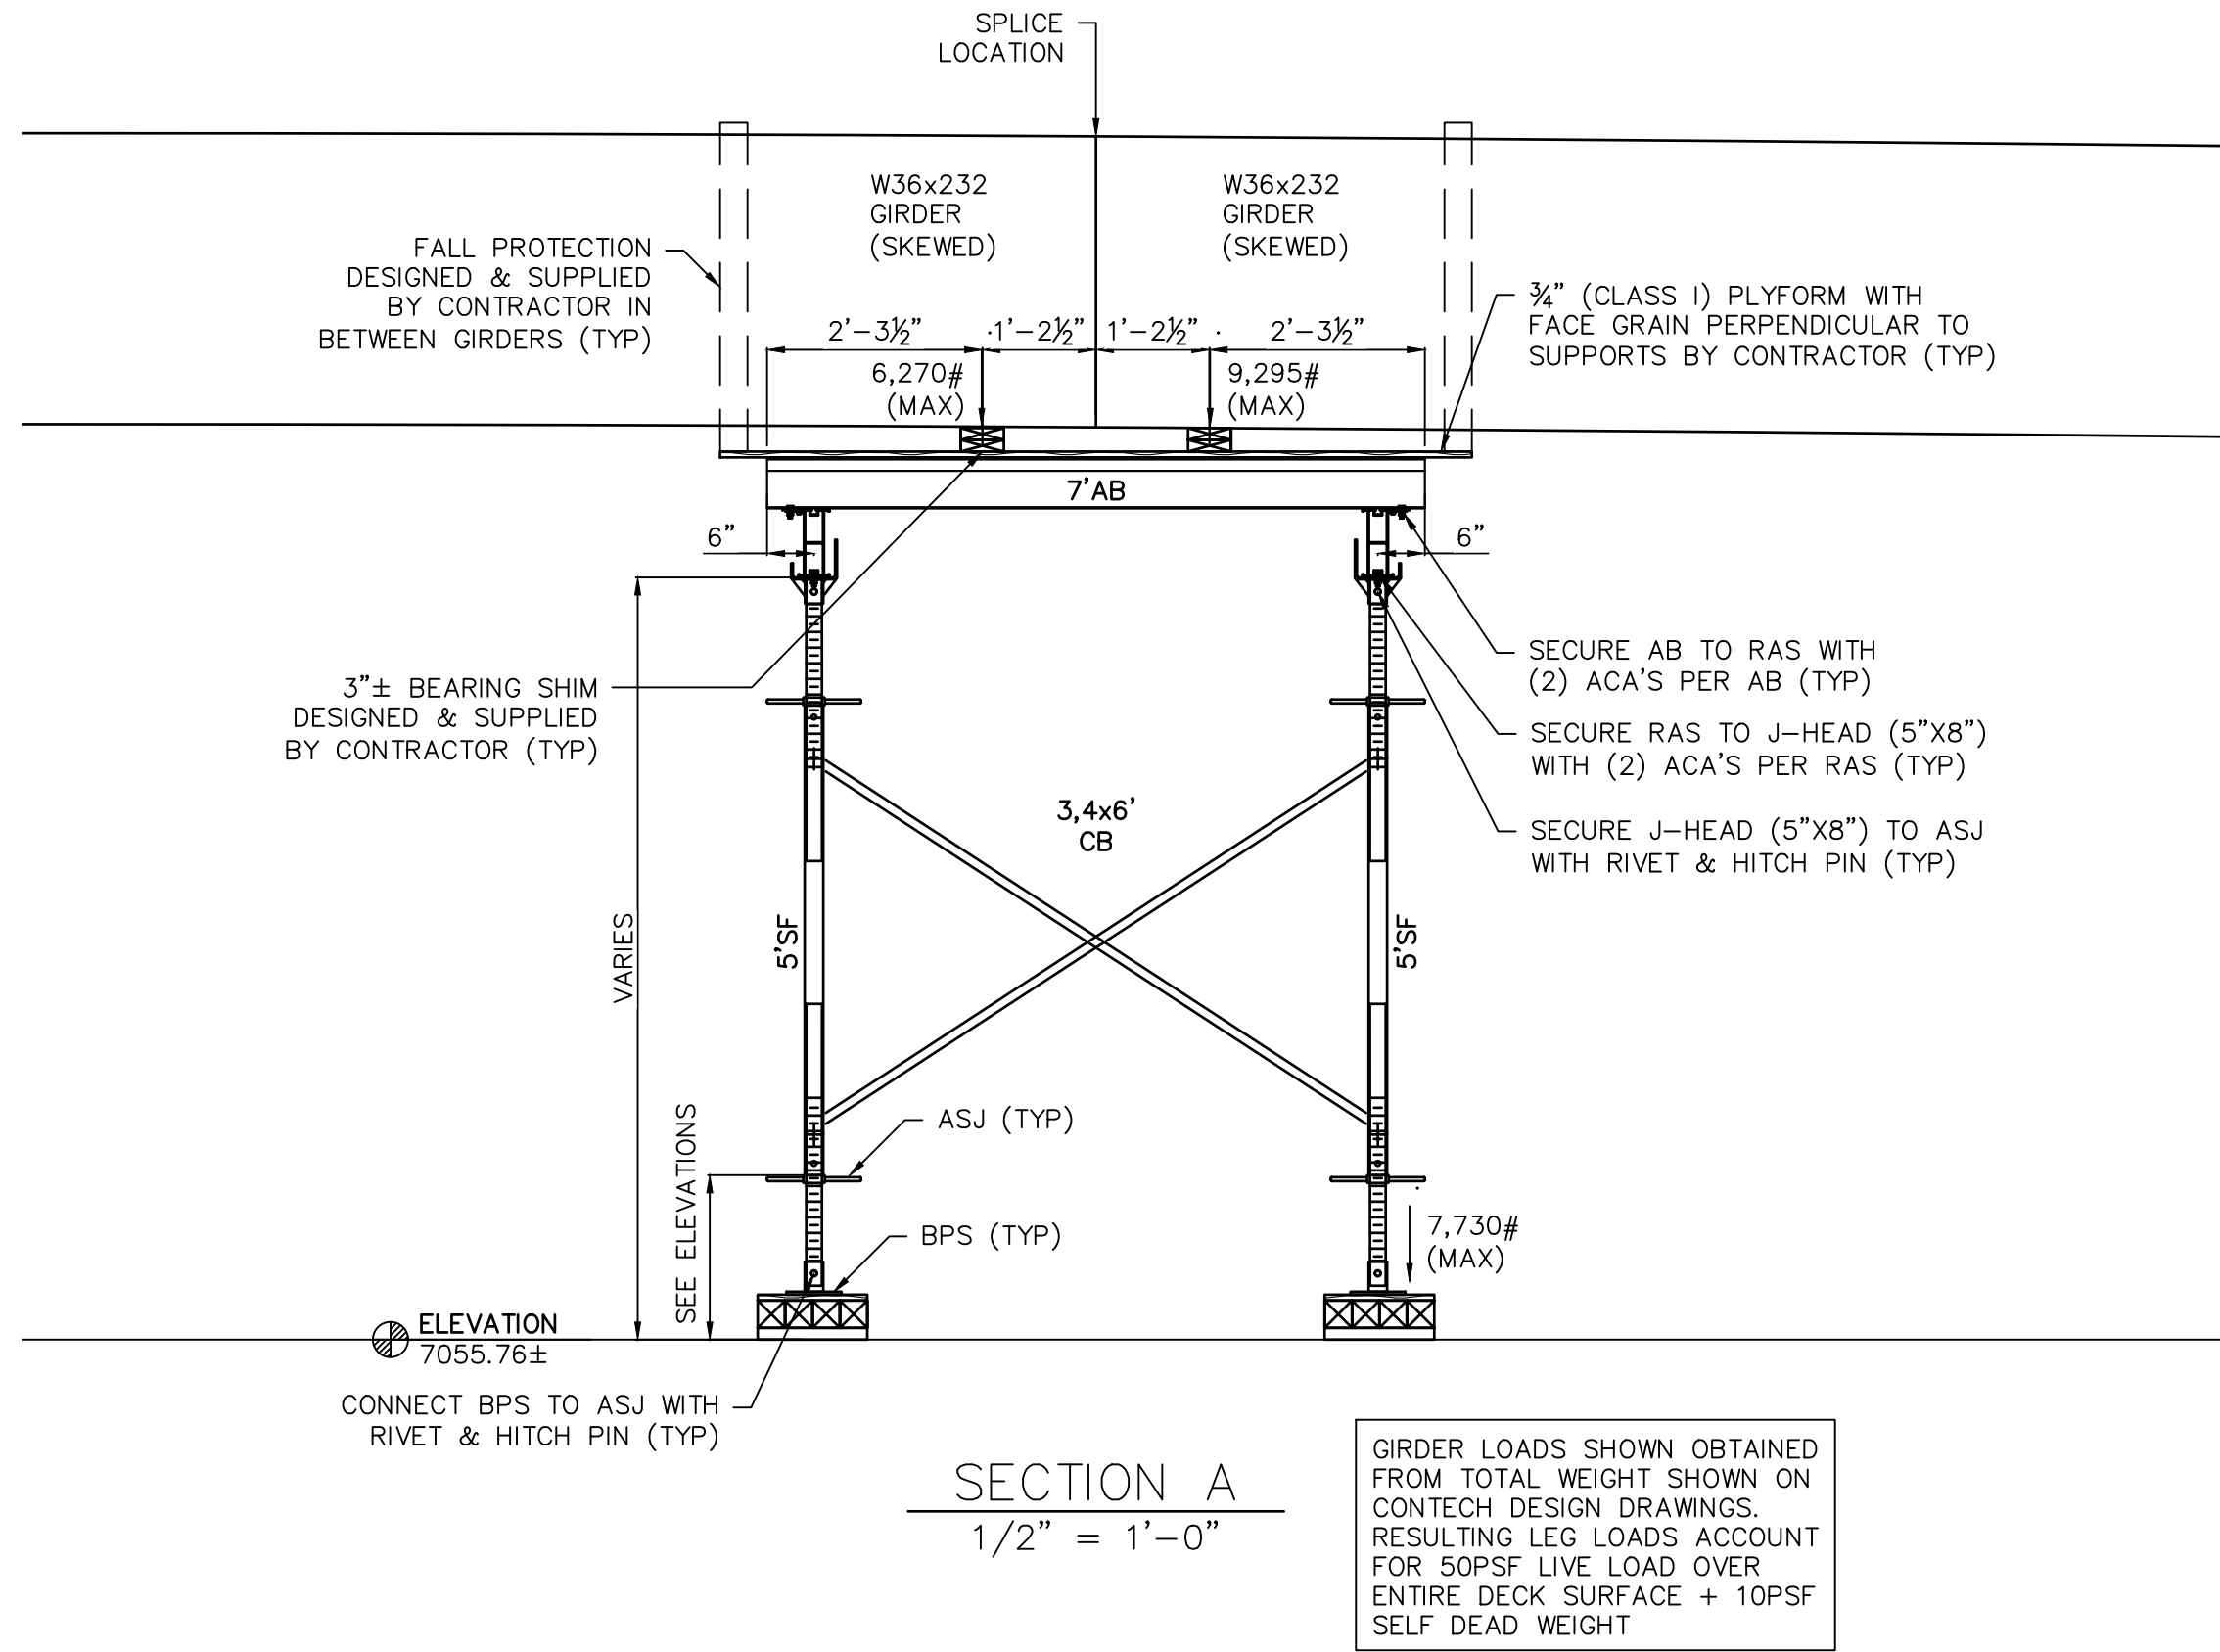 SPLICE
LOCATION
W36x232
GIRDER
(SKEWED)
W36x232
GIRDER
(SKEWED)
FALL PROTECTION
DESIGNED & SUPPLIED
BY CONTRACTOR IN
BETWEEN GIRDERS (TYP)
¾" (CLASS I) PLYFORM WITH
FACE GRAIN PERPENDICULAR TO
SUPPORTS BY CONTRACTOR (TYP)
2'-3½" 1'-2½" 1'-2½" 2'-3½"
6,270#
(MAX)
9,295#
(MAX)
7'AB
6"
6"
3"± BEARING SHIM
DESIGNED & SUPPLIED
BY CONTRACTOR (TYP)
SECURE AB TO RAS WITH
(2) ACA'S PER AB (TYP)
SECURE RAS TO J-HEAD (5"X8")
WITH (2) ACA'S PER RAS (TYP)
SECURE J-HEAD (5"X8") TO ASJ
WITH RIVET & HITCH PIN (TYP)
3,4x6'
CB
VARIES
5'SF
5'SF
SEE ELEVATIONS
ASJ (TYP)
BPS (TYP)
7,730#
(MAX)
ELEVATION
7055.76±
CONNECT BPS TO ASJ WITH
RIVET & HITCH PIN (TYP)
SECTION A
1/2" = 1'-0"
GIRDER LOADS SHOWN OBTAINED
FROM TOTAL WEIGHT SHOWN ON
CONTECH DESIGN DRAWINGS.
RESULTING LEG LOADS ACCOUNT
FOR 50PSF LIVE LOAD OVER
ENTIRE DECK SURFACE + 10PSF
SELF DEAD WEIGHT